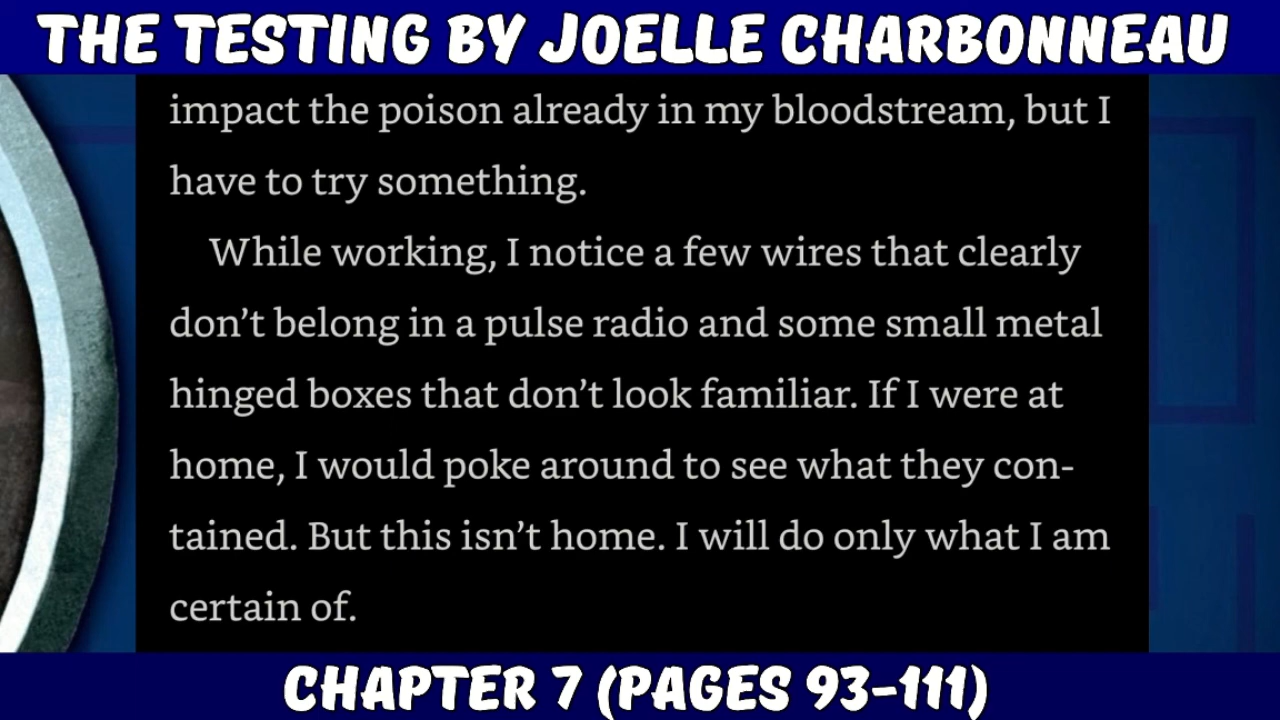 THE TESTING BY JOELLE CHARBONNEAU
impact the poison already in my bloodstream, but I
have to try something.
While working, I notice a few wires that clearly
don’t belong in a pulse radio and some small metal
hinged boxes that don’t look familiar. If I were at
home, I would poke around to see what they con-
tained. But this isn’t home. I will do only what I am
certain of.
CHAPTER 7 (PAGES 93-111)